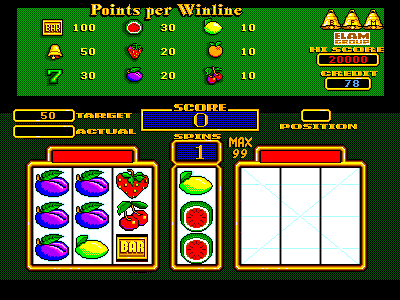 Points per Winline
BAR 100 30 10
50 20 10
7 30 20 10
ELAM
GROUP
HI SCORE
20000
CREDIT
78
50 TARGET
ACTUAL
SCORE
0
POSITION
SPINS
1
MAX
99
BAR